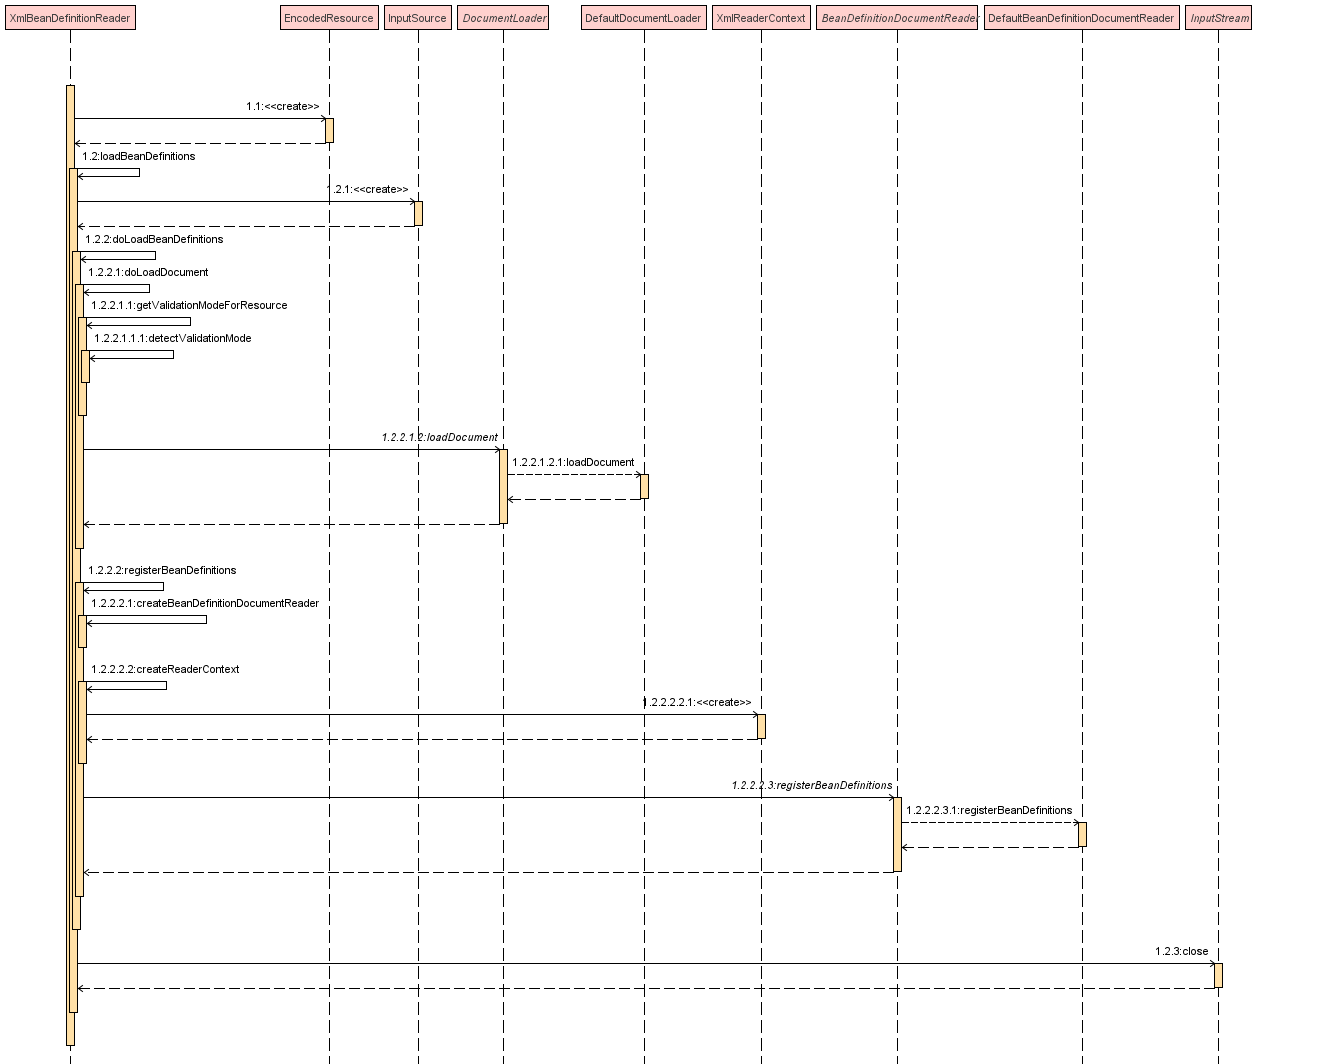 XmlBeanDefinitionReader
EncodedResource
InputSource
DocumentLoader
DefaultDocumentLoader
XmlReaderContext
BeanDefinitionDocumentReader
DefaultBeanDefinitionDocumentReader
InputStream
1.1:<<create>>
1.2:loadBeanDefinitions
1.2.1:<<create>>
1.2.2:doLoadBeanDefinitions
1.2.2.1:doLoadDocument
1.2.2.1.1:getValidationModeForResource
1.2.2.1.1.1:detectValidationMode
1.2.2.1.2:loadDocument
1.2.2.1.2.1:loadDocument
1.2.2.2:registerBeanDefinitions
1.2.2.2.1:createBeanDefinitionDocumentReader
1.2.2.2.2:createReaderContext
1.2.2.2.2.1:<<create>>
1.2.2.2.3:registerBeanDefinitions
1.2.2.2.3.1:registerBeanDefinitions
1.2.3:close